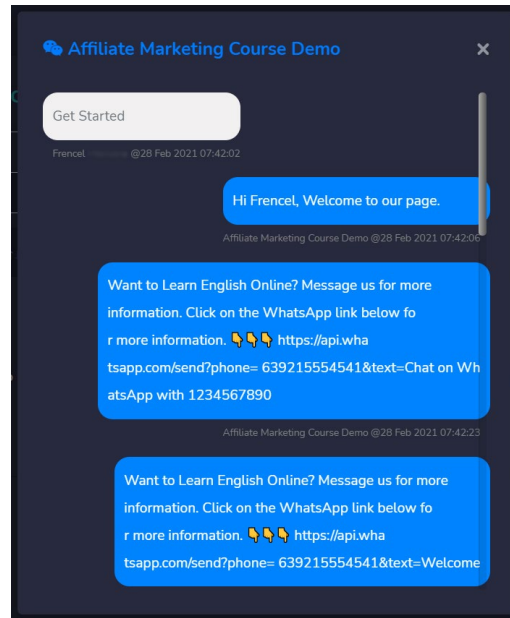 Affiliate Marketing Course Demo
Get Started
Frencel @28 Feb 2021 07:42:02
Hi Frencel, Welcome to our page.
Affiliate Marketing Course Demo @28 Feb 2021 07:42:06
Want to Learn English Online? Message us for more
information. Click on the WhatsApp link below fo
r more information. 👇👇👇 https://api.wha
tsapp.com/send?phone= 639215554541&text=Chat on Wh
atsApp with 1234567890
Affiliate Marketing Course Demo @28 Feb 2021 07:42:23
Want to Learn English Online? Message us for more
information. Click on the WhatsApp link below fo
r more information. 👇👇👇 https://api.wha
tsapp.com/send?phone= 639215554541&text=Welcome